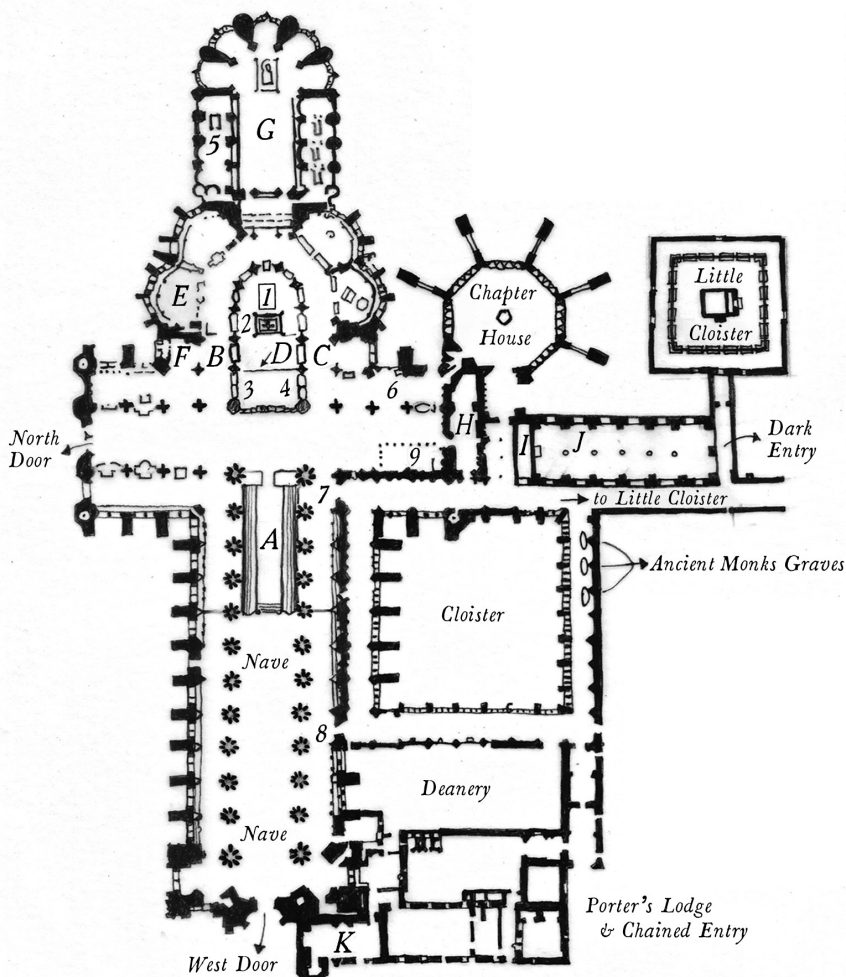 G
5
Chapter
House
Little
Cloister
E
1
2
F
B
D
C
3
4
6
North
Door
9
H
I
J
Dark
Entry
7
to Little Cloister
A
Ancient Monks Graves
Cloister
Nave
8
Deanery
Nave
Porter's Lodge
& Chained Entry
K
West Door